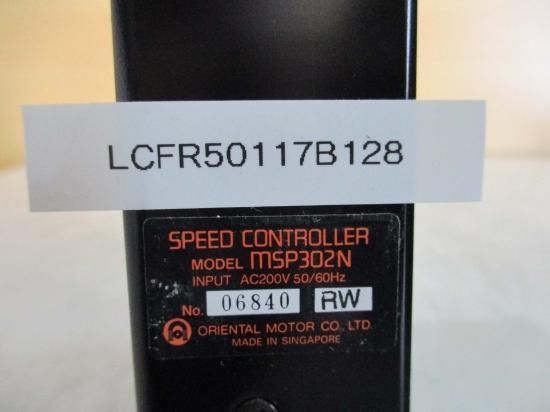 LCFR50117B128
SPEED CONTROLLER
MODEL MSP302N
INPUT AC200V 50/60Hz
No. 06840 RW
ORIENTAL MOTOR CO., LTD.
MADE IN SINGAPORE